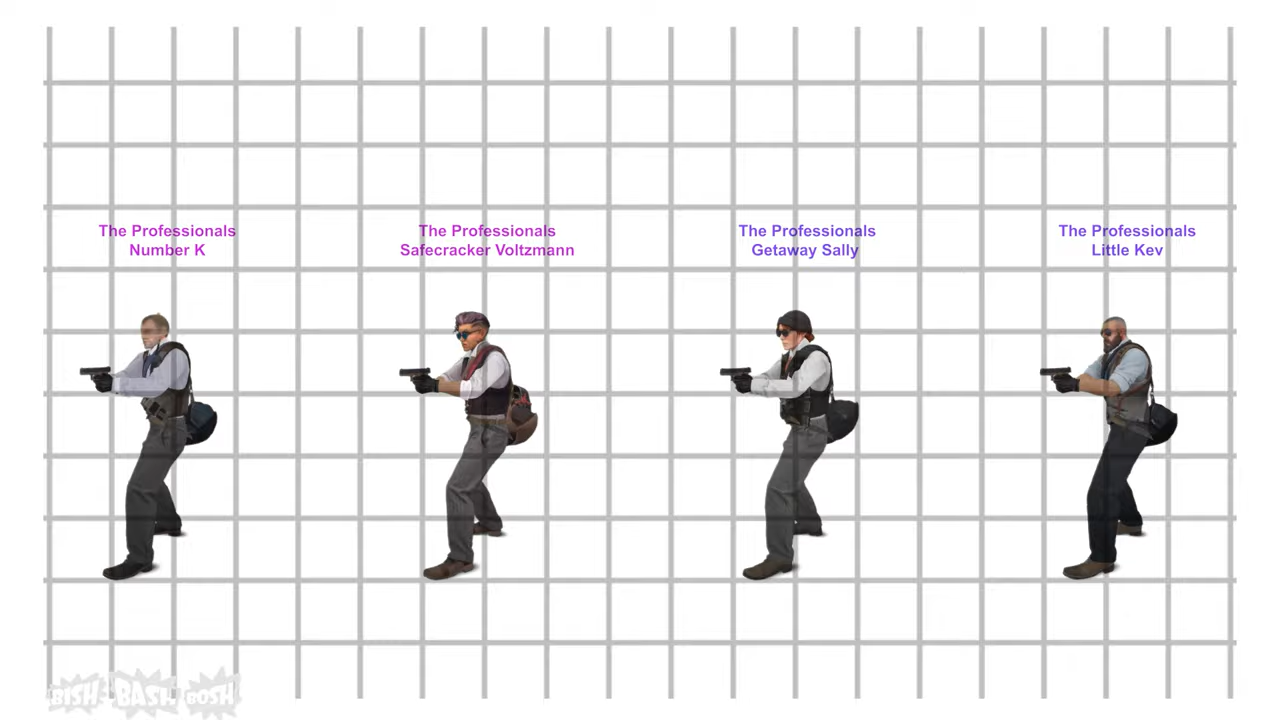 The Professionals
Number K
The Professionals
Safecracker Voltzmann
The Professionals
Getaway Sally
The Professionals
Little Kev
BISH BASH BOSH